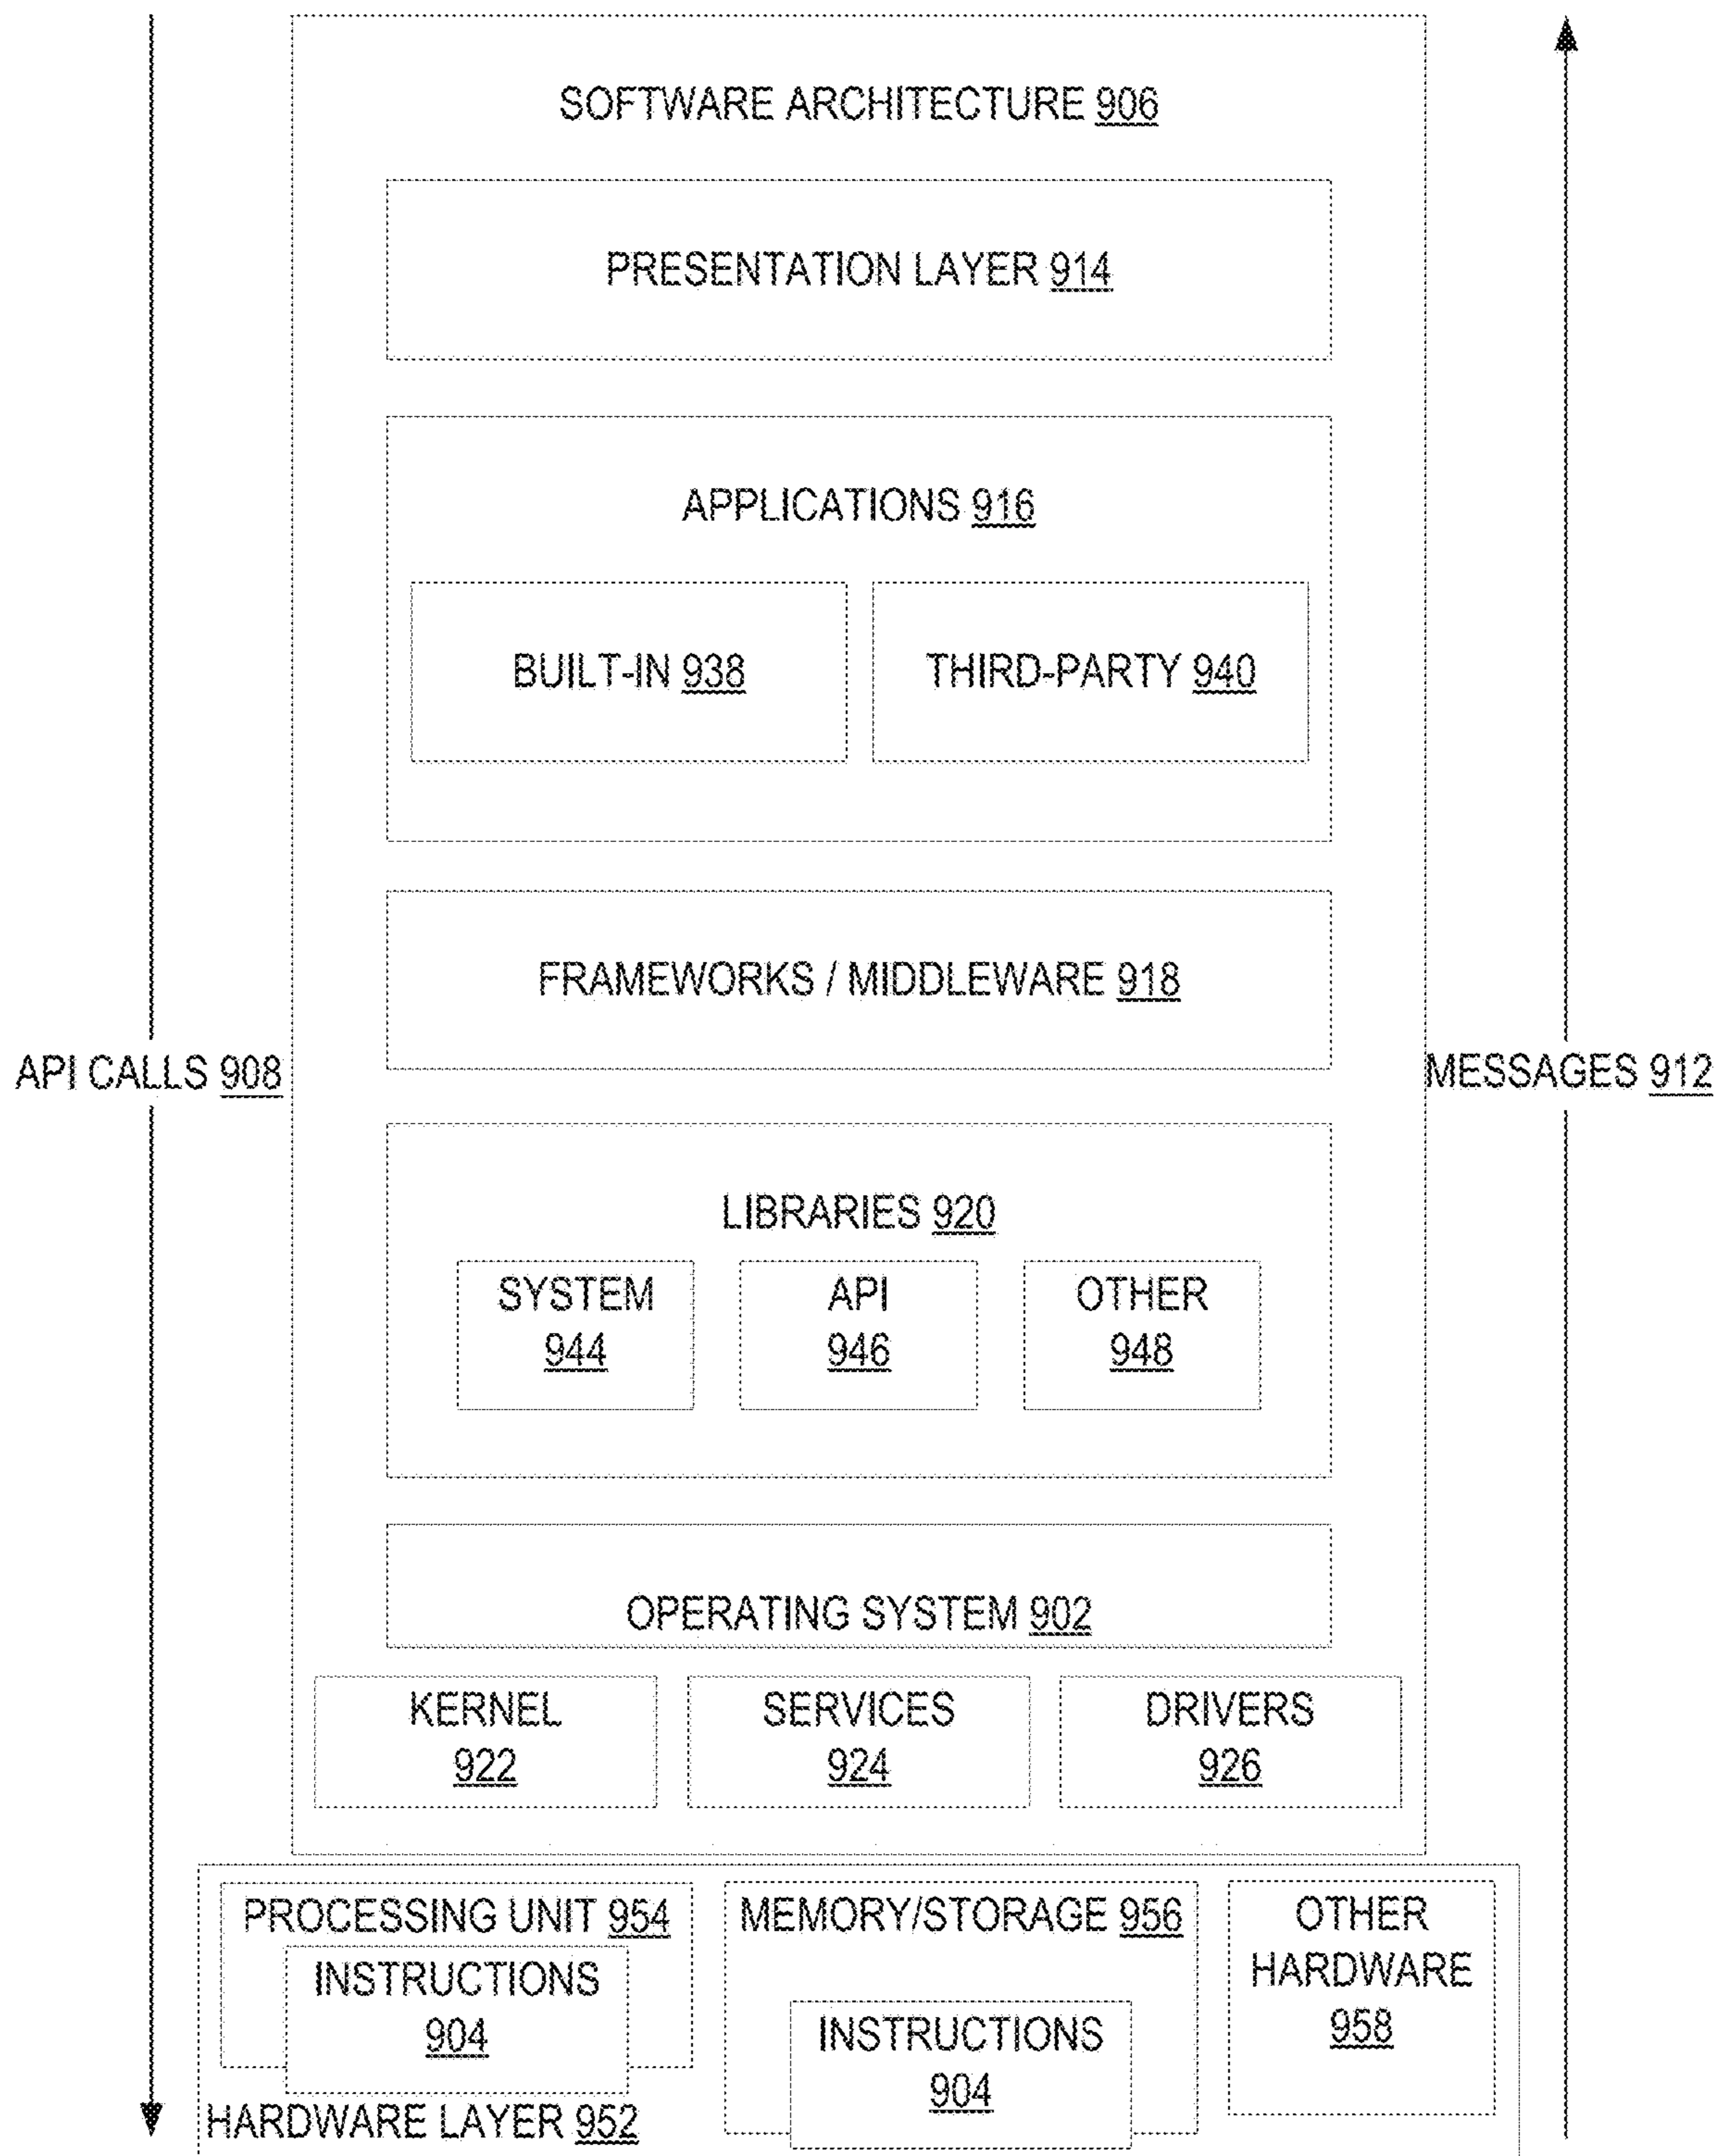 SOFTWARE ARCHITECTURE 906
PRESENTATION LAYER 914
APPLICATIONS 916
BUILT-IN 938
THIRD-PARTY 940
FRAMEWORKS / MIDDLEWARE 918
API CALLS 908
MESSAGES 912
LIBRARIES 920
SYSTEM
944
API
946
OTHER
948
OPERATING SYSTEM 902
KERNEL
922
SERVICES
924
DRIVERS
926
PROCESSING UNIT 954
INSTRUCTIONS
904
MEMORY/STORAGE 956
INSTRUCTIONS
904
OTHER
HARDWARE
958
HARDWARE LAYER 952